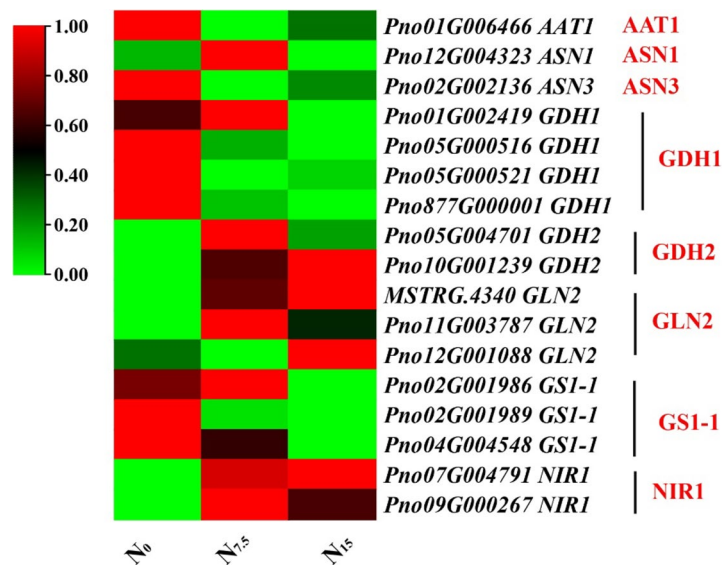 1.00
0.80
0.60
0.40
0.20
0.00
Pno01G006466 AAT1 AAT1
Pno12G004323 ASN1 ASN1
Pno02G002136 ASN3 ASN3
Pno01G002419 GDH1
Pno05G000516 GDH1
GDH1
Pno05G000521 GDH1
Pno877G000001 GDH1
Pno05G004701 GDH2
GDH2
Pno10G001239 GDH2
MSTRG.4340 GLN2
Pno11G003787 GLN2
GLN2
Pno12G001088 GLN2
Pno02G001986 GS1-1
Pno02G001989 GS1-1
GS1-1
Pno04G004548 GS1-1
Pno07G004791 NIR1
NIR1
Pno09G000267 NIR1
N0 N7.5 N15